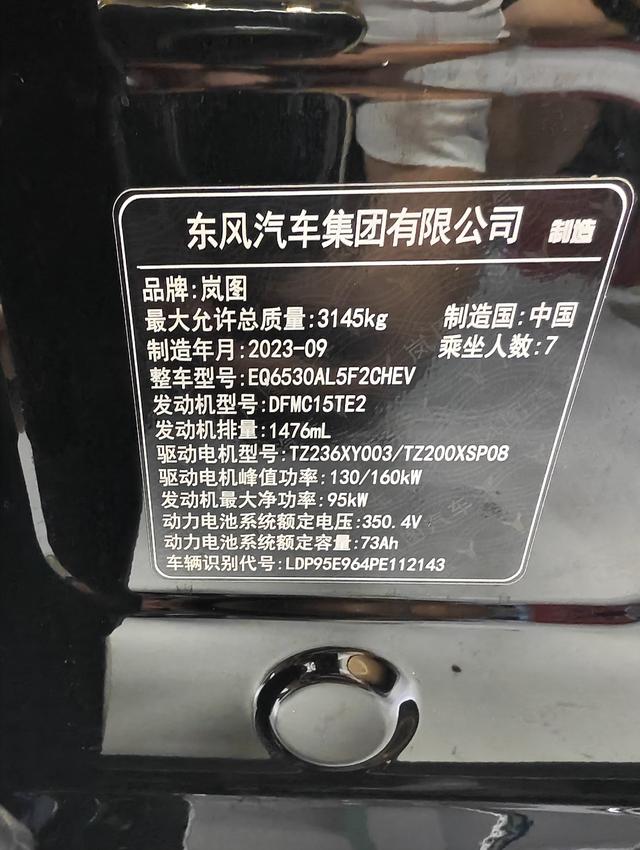 东风汽车集团有限公司 制造
品牌:岚图
最大允许总质量:3145kg 制造国:中国
制造年月:2023-09 乘坐人数:7
整车型号:EQ6530AL5F2CHEV
发动机型号:DFMC15TE2
发动机排量:1476mL
驱动电机型号:TZ236XY003/TZ200XSP08
驱动电机峰值功率:130/160kW
发动机最大净功率:95kW
动力电池系统额定电压:350.4V
动力电池系统额定容量:73Ah
车辆识别代号:LDP95E964PE112143